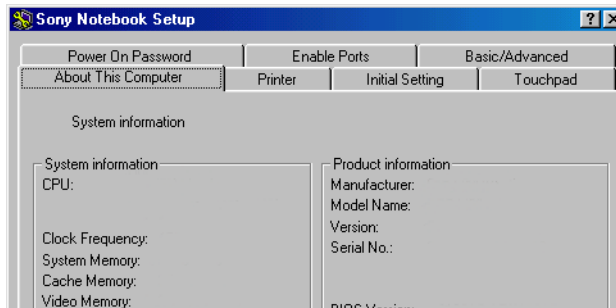 Sony Notebook Setup
Power On Password Enable Ports Basic/Advanced
About This Computer Printer Initial Setting Touchpad
System information
System information
CPU:
Clock Frequency:
System Memory:
Cache Memory:
Video Memory:
Product information
Manufacturer:
Model Name:
Version:
Serial No.:
BIOS Version: